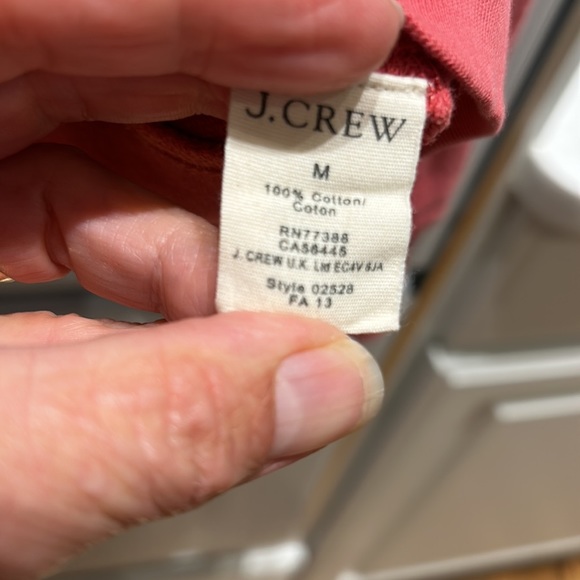 J.CREW
M
100% Cotton/
Coton
RN77388
CA56445
J. CREW U.K. Ltd EC4V 6JA
Style 02528
FA 13